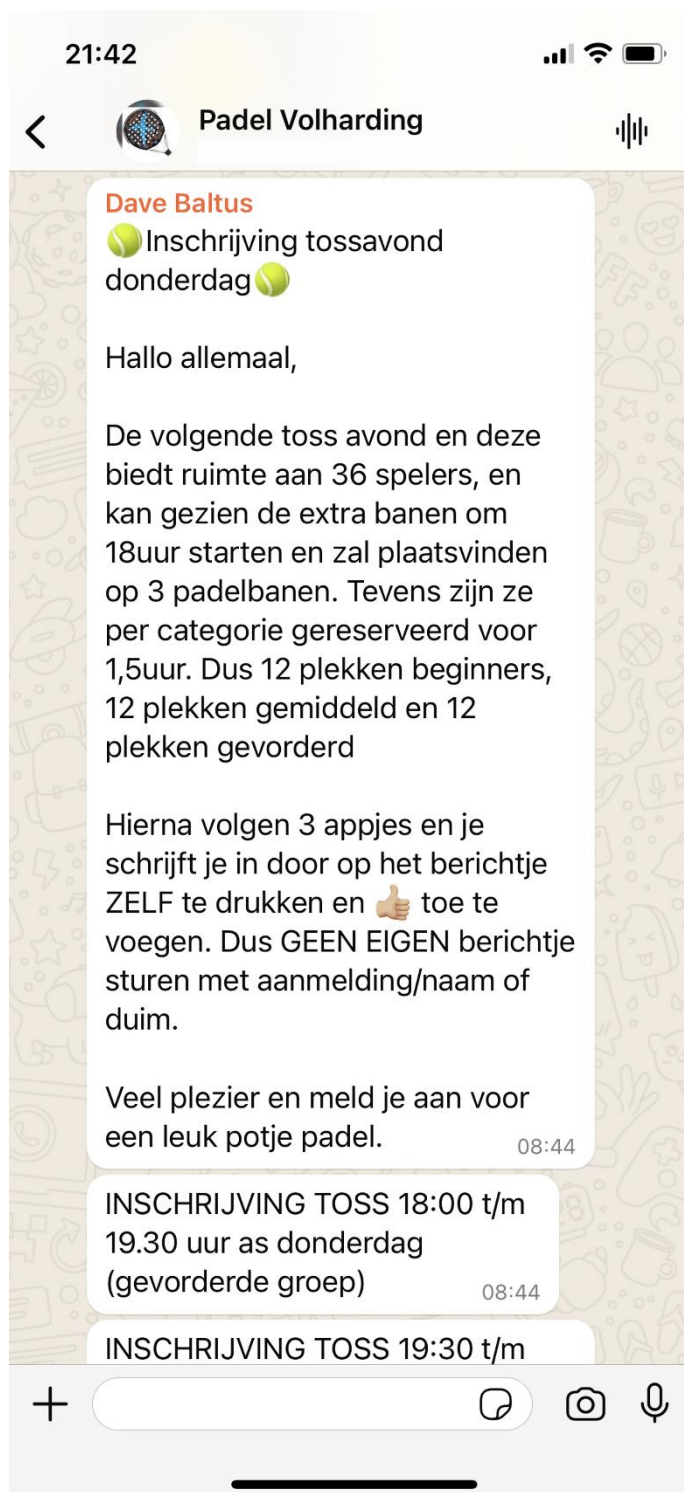 21:42
Padel Volharding
Dave Baltus
🎾Inschrijving tossavond
donderdag🎾
Hallo allemaal,
De volgende toss avond en deze
biedt ruimte aan 36 spelers, en
kan gezien de extra banen om
18uur starten en zal plaatsvinden
op 3 padelbanen. Tevens zijn ze
per categorie gereserveerd voor
1,5uur. Dus 12 plekken beginners,
12 plekken gemiddeld en 12
plekken gevorderd
Hierna volgen 3 appjes en je
schrijft je in door op het berichtje
ZELF te drukken en 👍🏼 toe te
voegen. Dus GEEN EIGEN berichtje
sturen met aanmelding/naam of
duim.
Veel plezier en meld je aan voor
een leuk potje padel.
08:44
INSCHRIJVING TOSS 18:00 t/m
19.30 uur as donderdag
(gevorderde groep)
08:44
INSCHRIJVING TOSS 19:30 t/m